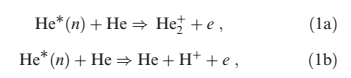 He*(n) + He ⇒ He₂⁺ + e , (1a)
He*(n) + He ⇒ He + H⁺ + e , (1b)